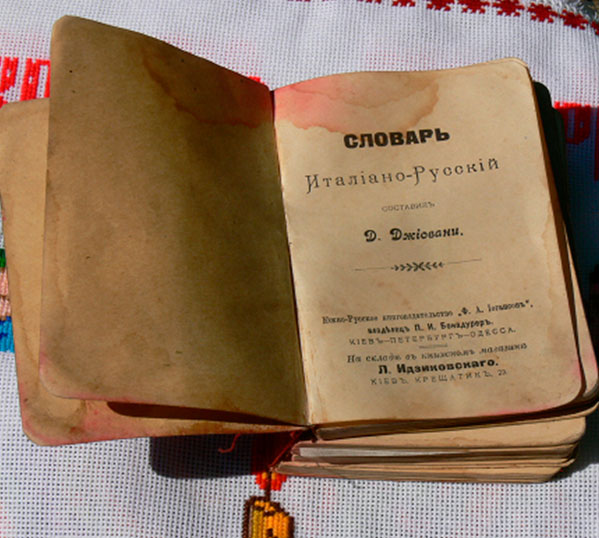 СЛОВАРЬ
Италіано-Русскій
СОСТАВИЛЪ
Д. Джіовани.
Южно-Русское книгоиздательство „Ф. А. Іогансонъ",
владѣлец П. И. Бонадурер.
КІЕВЪ—ПЕТЕРБУРГЪ—ОДЕССА.
На складѣ въ книжномъ магазинѣ
Л. Идзиковскаго.
КІЕВЪ, КРЕЩАТИКЪ, 29.